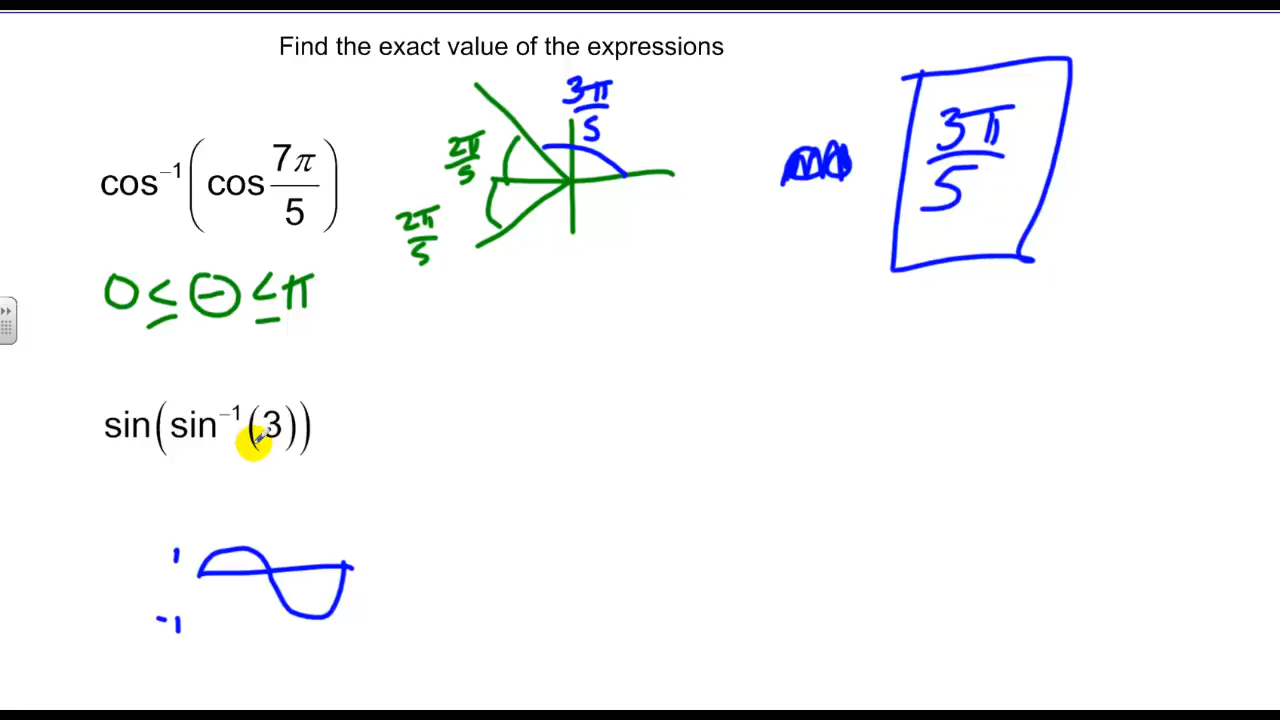 Find the exact value of the expressions
cos⁻¹(cos 7π/5)
2π/5
2π/5
3π/5
3π/5
0 ≤ Θ ≤ π
sin(sin⁻¹(3))
1
-1